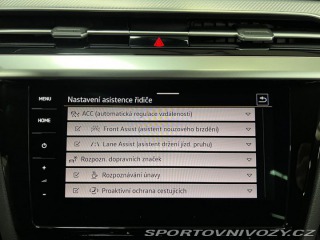 MENU
Nastavení asistence řidiče
HOME
ACC (automatická regulace vzdálenosti)
Front Assist (asistent nouzového brzdění)
Lane Assist (asistent držení jízd. pruhu)
Rozpozn. dopravních značek
Rozpoznávání únavy
Proaktivní ochrana cestujících
+
−
SPORTOVNIVOZY.CZ